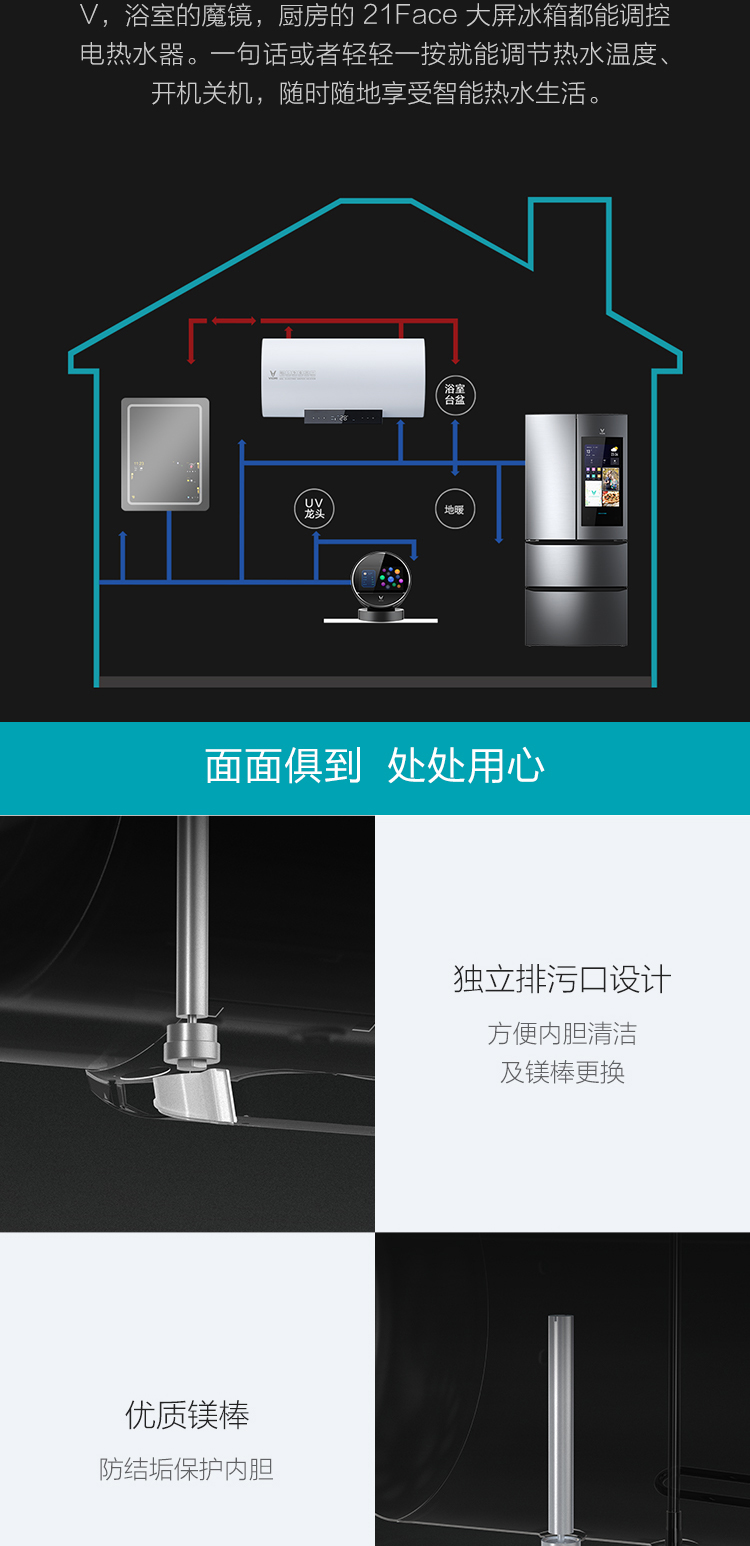 V，浴室的魔镜，厨房的 21Face 大屏冰箱都能调控
电热水器。一句话或者轻轻一按就能调节热水温度、
开机关机，随时随地享受智能热水生活。
浴室
台盆
UV
龙头
地暖
面面俱到 处处用心
独立排污口设计
方便内胆清洁
及镁棒更换
优质镁棒
防结垢保护内胆